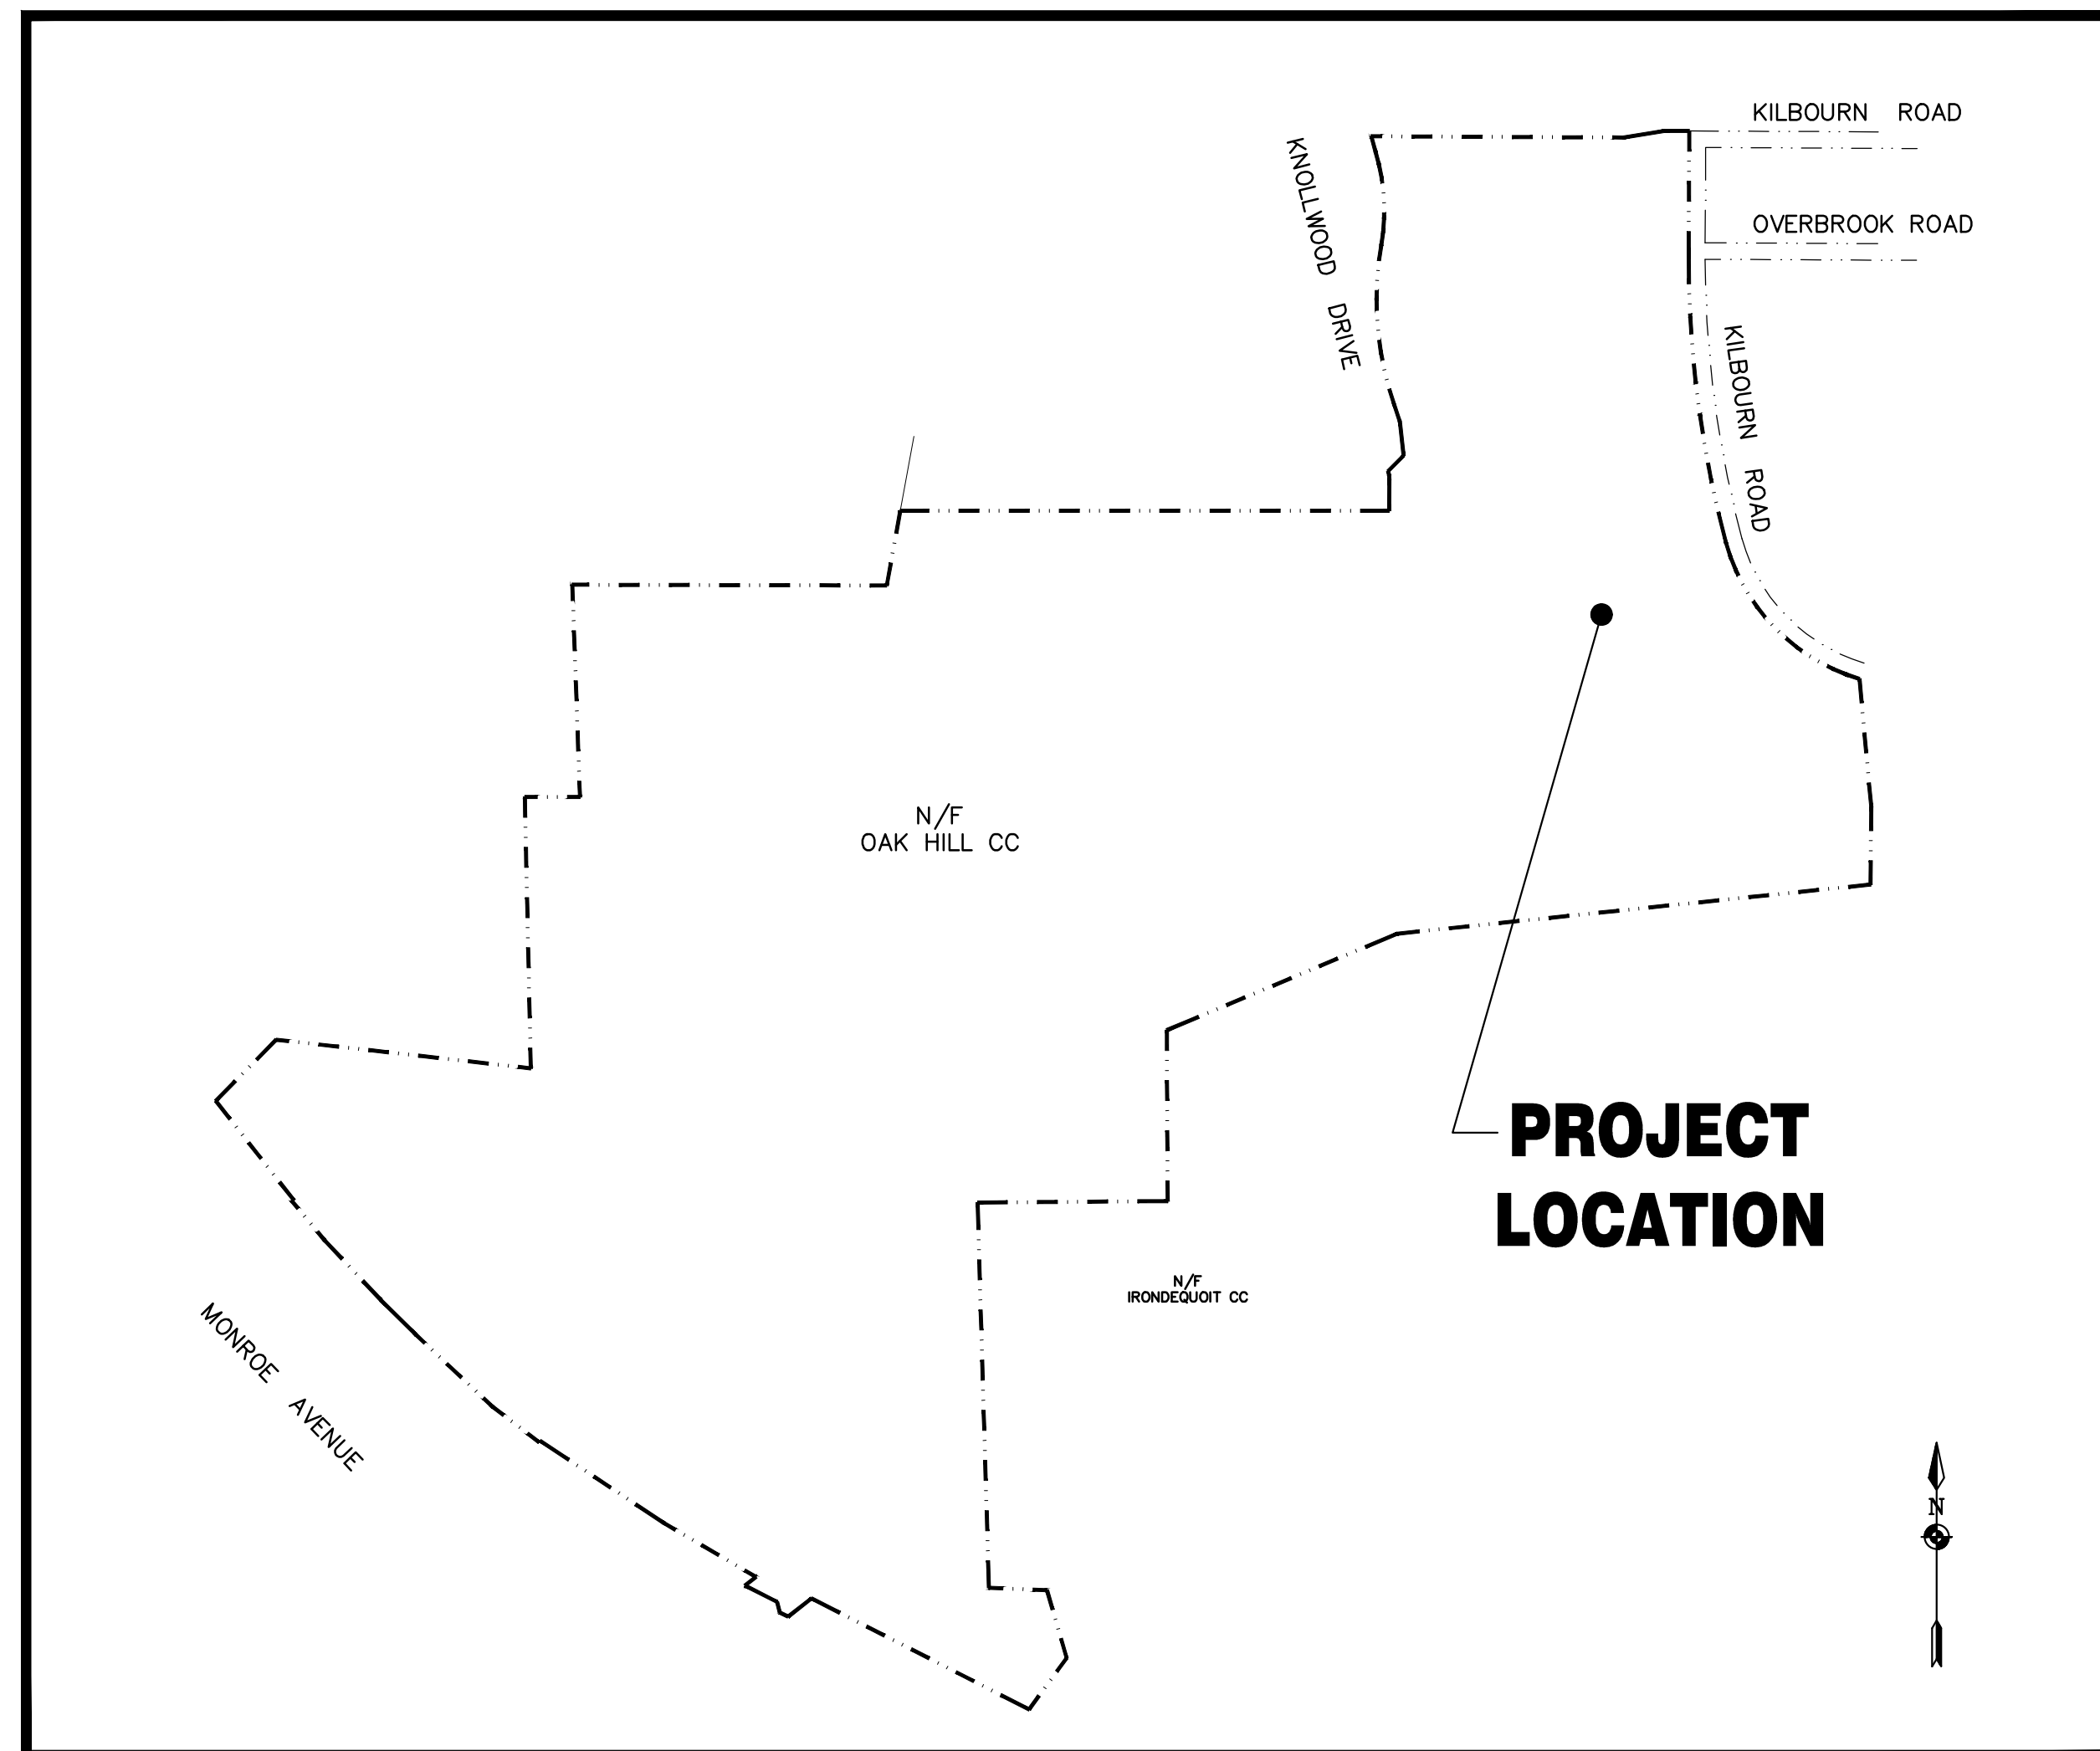 KILBOURN ROAD
KNOLLWOOD DRIVE
OVERBROOK ROAD
KILBOURN ROAD
N/F
OAK HILL CC
PROJECT
LOCATION
N/F
IRONDEQUOIT CC
MONROE AVENUE
N